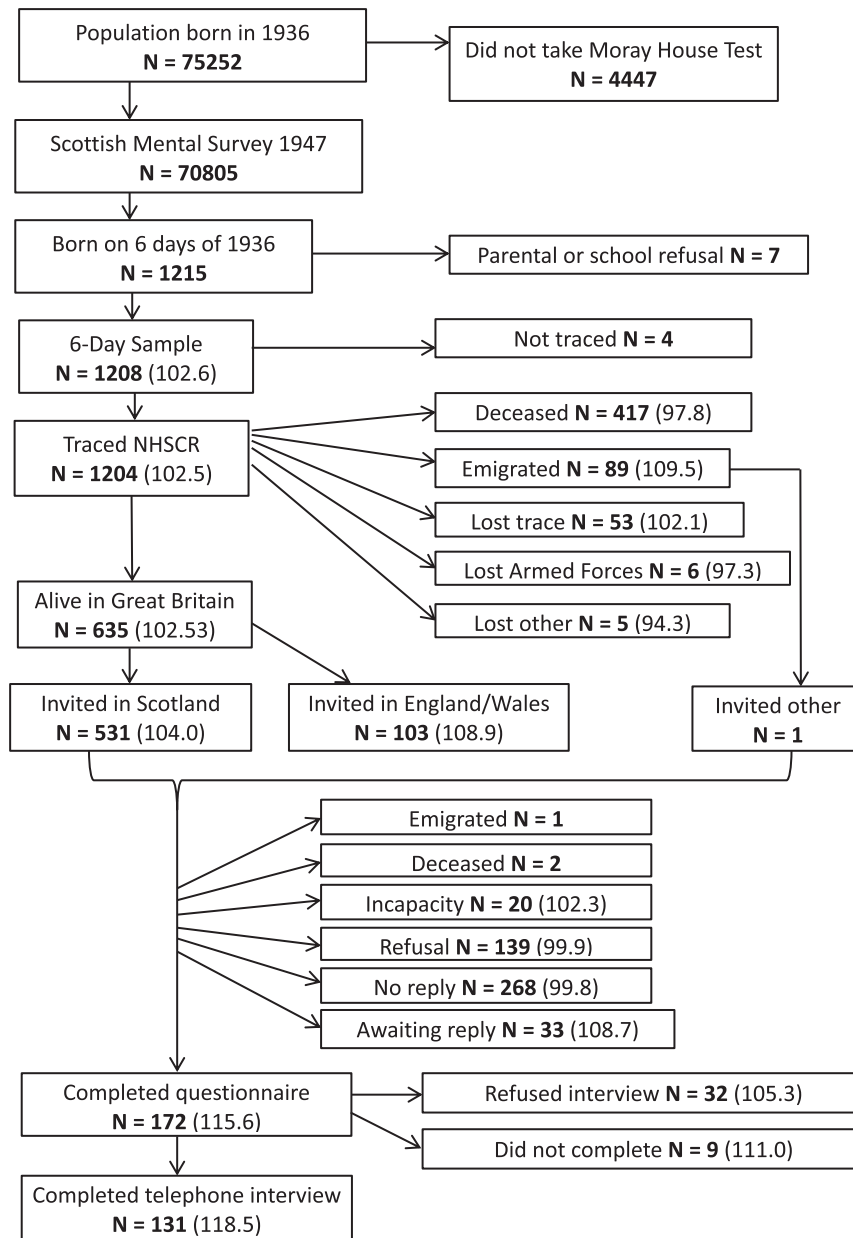 Population born in 1936
N = 75252
Did not take Moray House Test
N = 4447
Scottish Mental Survey 1947
N = 70805
Born on 6 days of 1936
N = 1215
Parental or school refusal N = 7
6-Day Sample
N = 1208 (102.6)
Not traced N = 4
Traced NHSCR
N = 1204 (102.5)
Deceased N = 417 (97.8)
Emigrated N = 89 (109.5)
Lost trace N = 53 (102.1)
Lost Armed Forces N = 6 (97.3)
Lost other N = 5 (94.3)
Alive in Great Britain
N = 635 (102.53)
Invited in Scotland
N = 531 (104.0)
Invited in England/Wales
N = 103 (108.9)
Invited other
N = 1
Emigrated N = 1
Deceased N = 2
Incapacity N = 20 (102.3)
Refusal N = 139 (99.9)
No reply N = 268 (99.8)
Awaiting reply N = 33 (108.7)
Completed questionnaire
N = 172 (115.6)
Refused interview N = 32 (105.3)
Did not complete N = 9 (111.0)
Completed telephone interview
N = 131 (118.5)